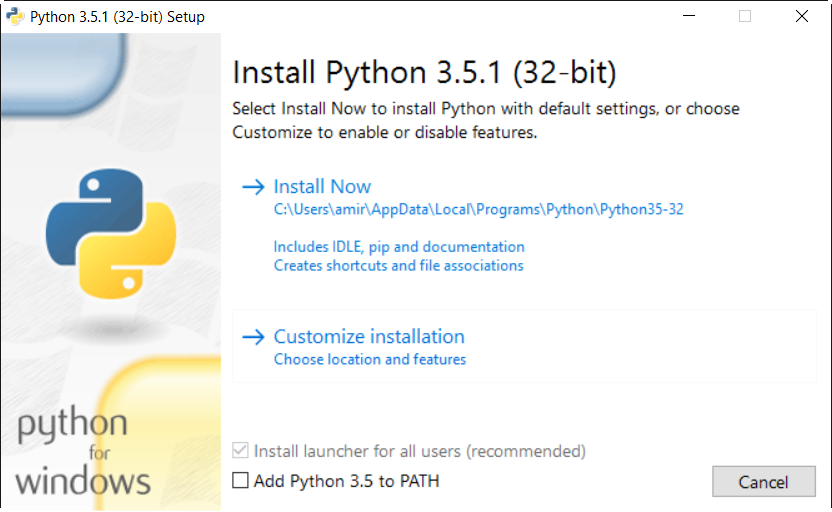 Python 3.5.1 (32-bit) Setup
Install Python 3.5.1 (32-bit)
Select Install Now to install Python with default settings, or choose
Customize to enable or disable features.
Install Now
C:\Users\amir\AppData\Local\Programs\Python\Python35-32
Includes IDLE, pip and documentation
Creates shortcuts and file associations
Customize installation
Choose location and features
python
for
windows
Install launcher for all users (recommended)
Add Python 3.5 to PATH
Cancel